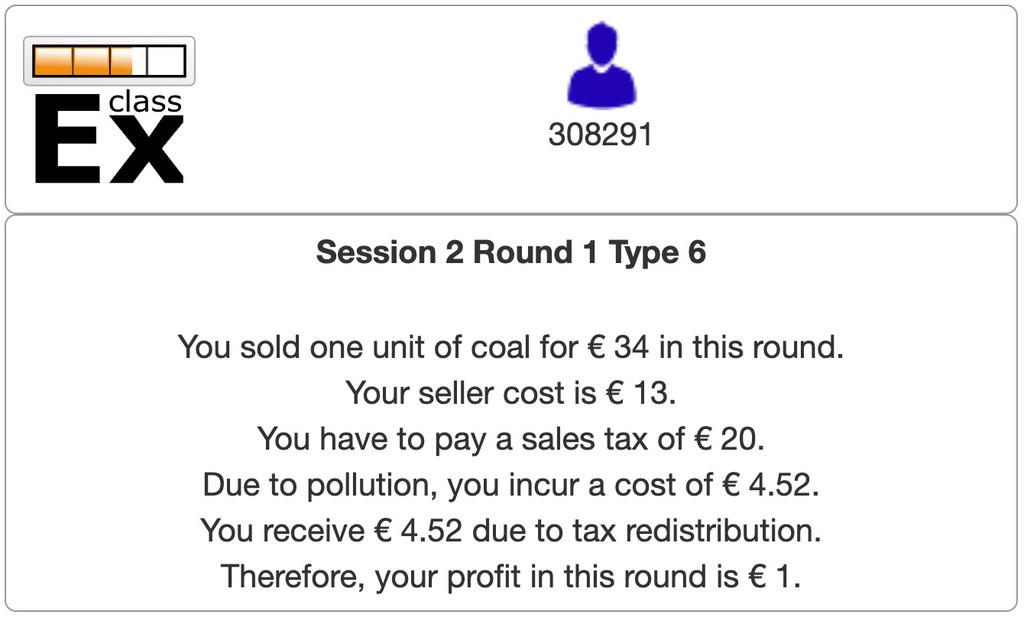 class
Ex
308291
Session 2 Round 1 Type 6
You sold one unit of coal for € 34 in this round.
Your seller cost is € 13.
You have to pay a sales tax of € 20.
Due to pollution, you incur a cost of € 4.52.
You receive € 4.52 due to tax redistribution.
Therefore, your profit in this round is € 1.